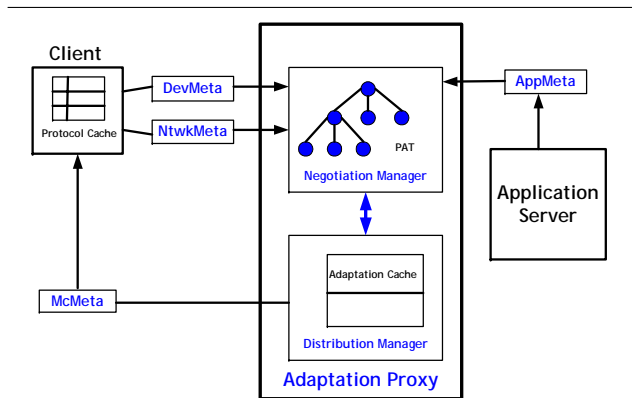 Client
Protocol Cache
DevMeta
NtwkMeta
PAT
Negotiation Manager
AppMeta
Application
Server
McMeta
Adaptation Cache
Distribution Manager
Adaptation Proxy